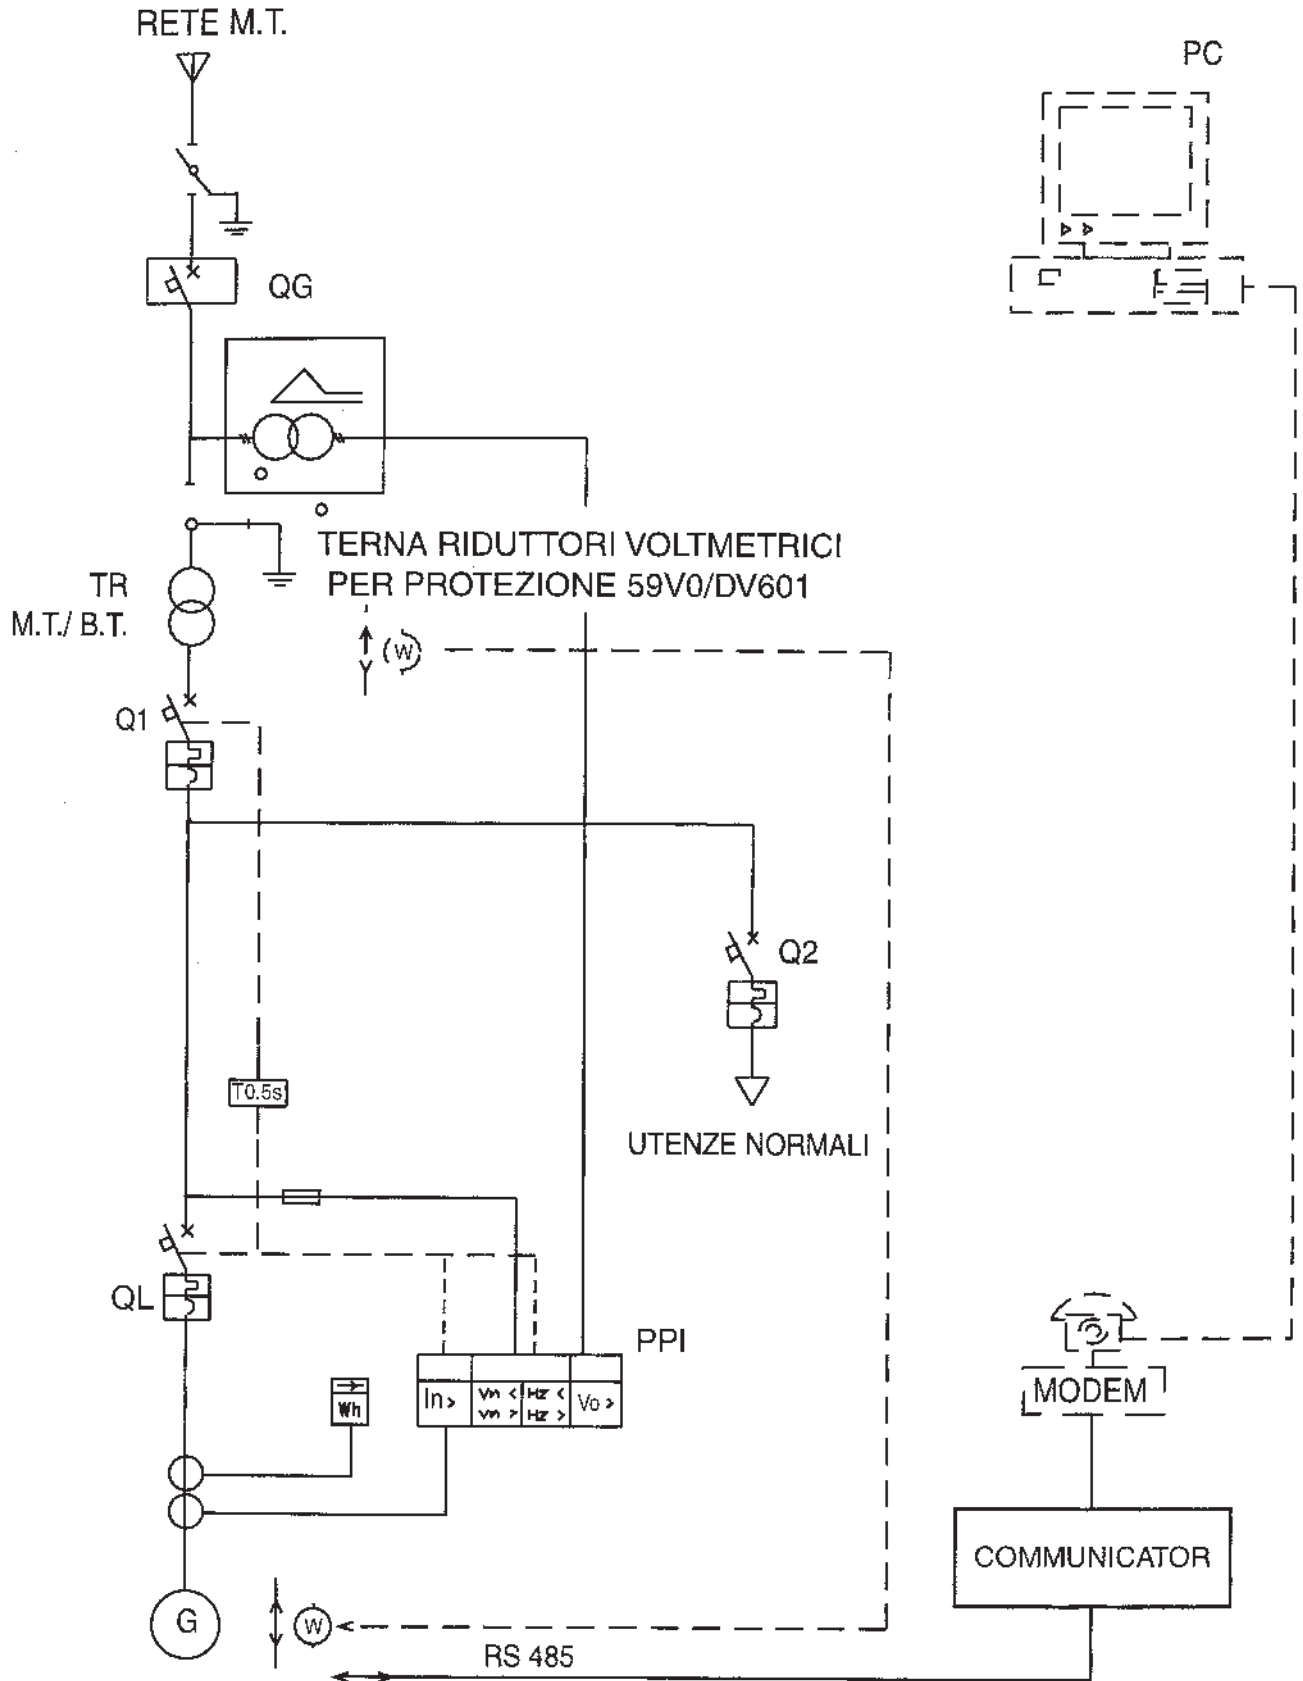 RETE M.T.
PC
QG
TERNA RIDUTTORI VOLTMETRICI
PER PROTEZIONE 59V0/DV601
TR
M.T./ B.T.
W
Q1
Q2
T0.5s
UTENZE NORMALI
QL
PPI
In>
Vn < Hz <
Vn > Hz >
Vo >
Wh
MODEM
COMMUNICATOR
G
W
RS 485